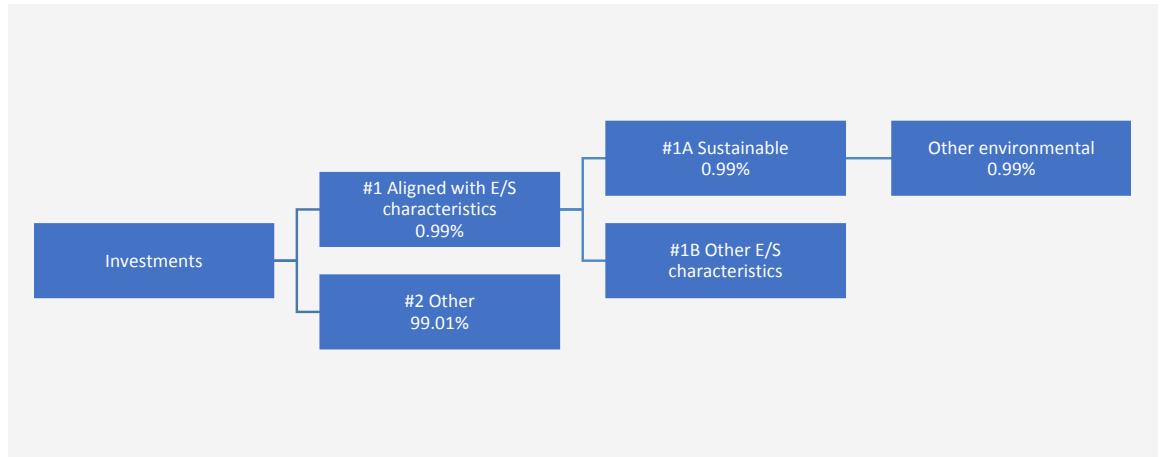 Investments
#1 Aligned with E/S
characteristics
0.99%
#2 Other
99.01%
#1A Sustainable
0.99%
#1B Other E/S
characteristics
Other environmental
0.99%